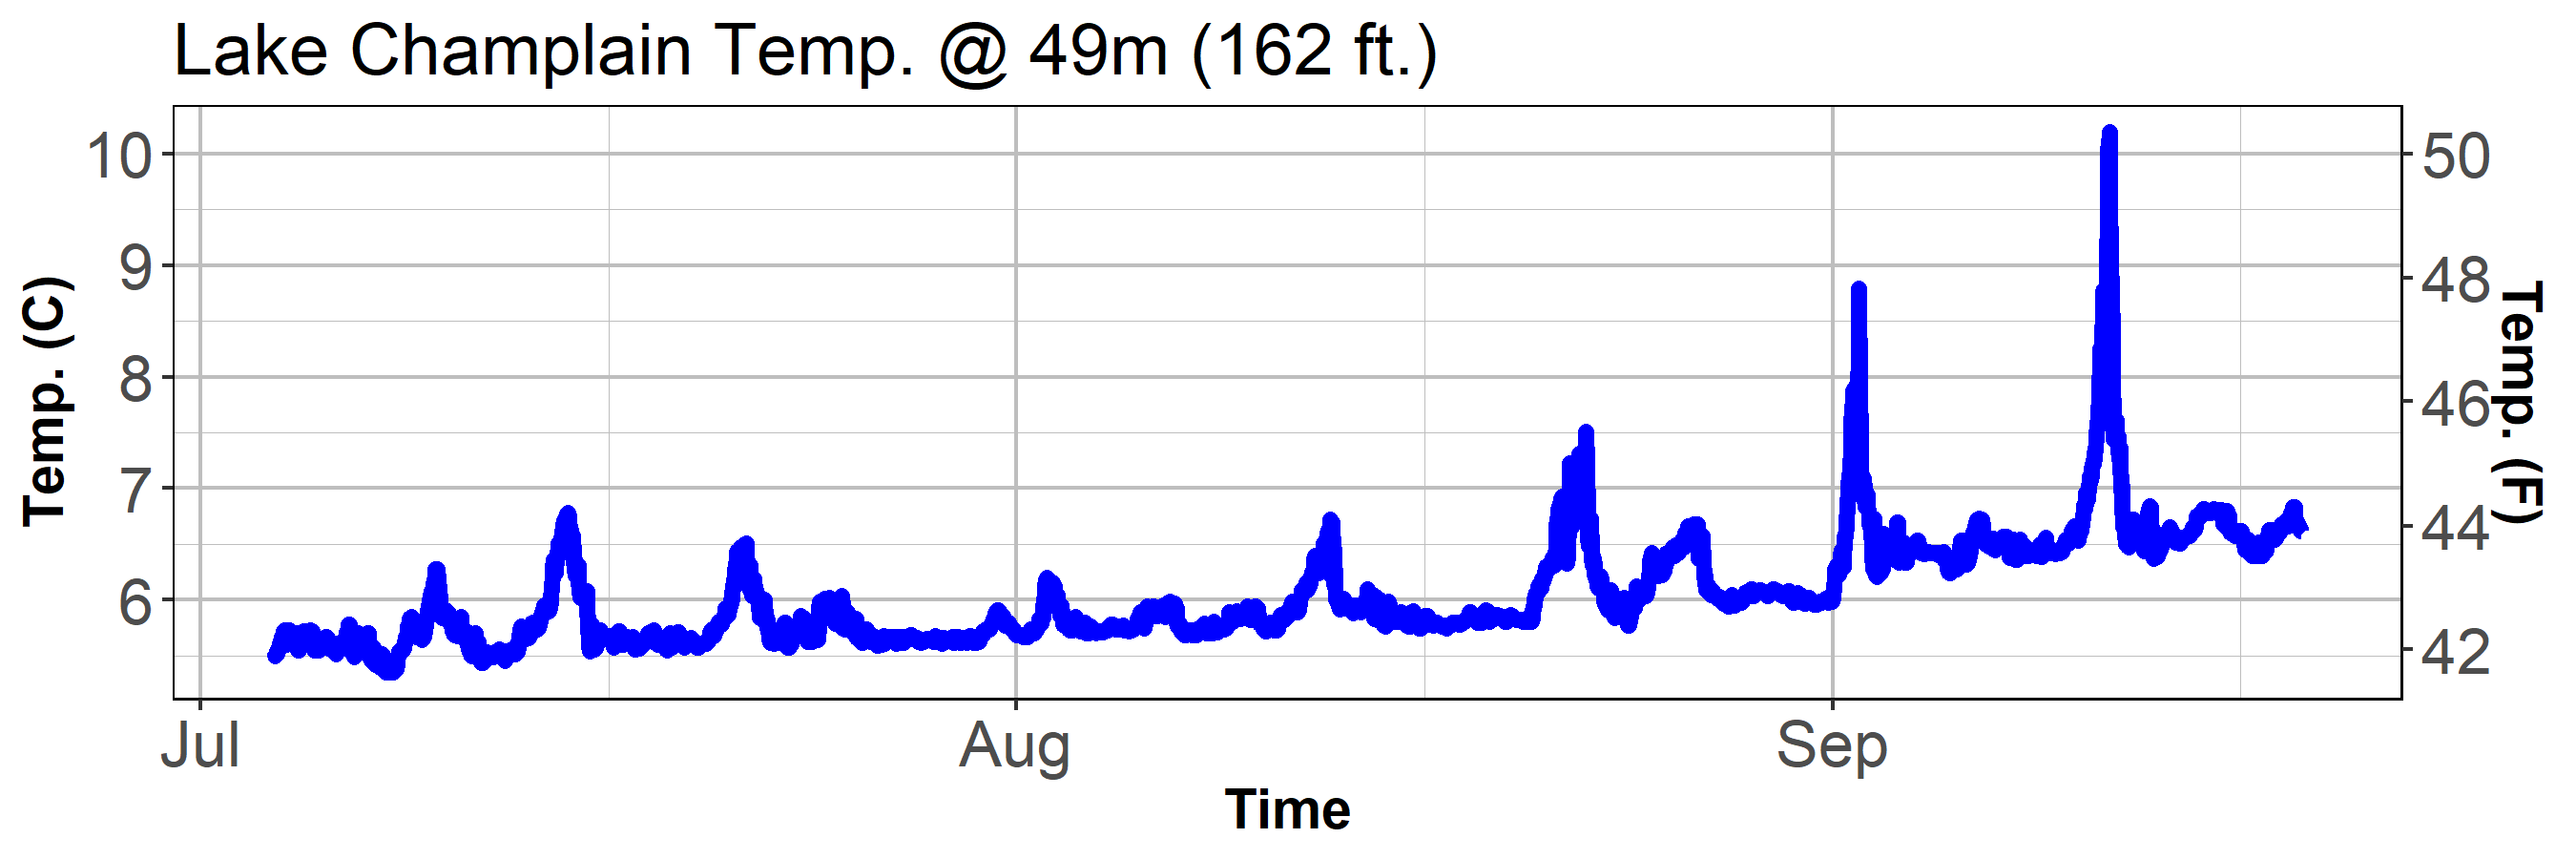 Lake Champlain Temp. @ 49m (162 ft.)
Temp. (C)
10
9
8
7
6
50
48
46
44
42
Temp. (F)
Jul Aug Sep
Time